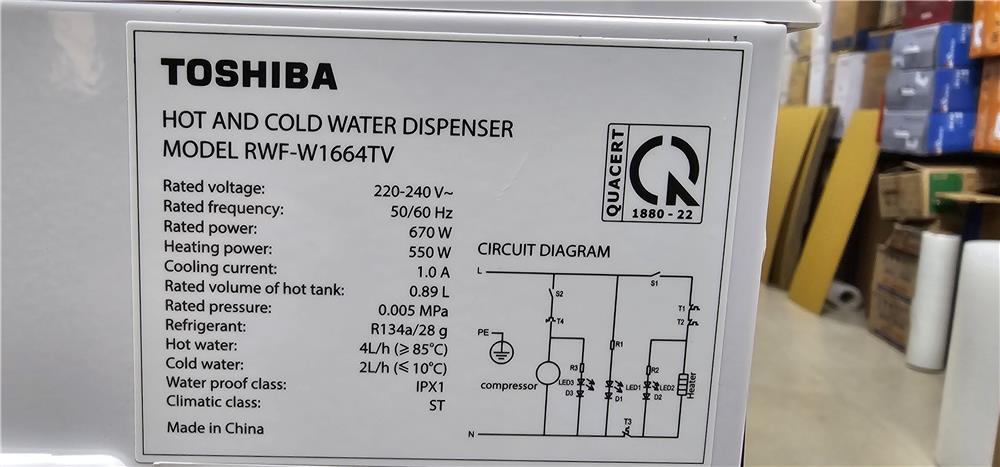 TOSHIBA
HOT AND COLD WATER DISPENSER
MODEL RWF-W1664TV
Rated voltage: 220-240 V~
Rated frequency: 50/60 Hz
Rated power: 670 W
Heating power: 550 W
Cooling current: 1.0 A
Rated volume of hot tank: 0.89 L
Rated pressure: 0.005 MPa
Refrigerant: R134a/28 g
Hot water: 4L/h (≥ 85°C)
Cold water: 2L/h (≤ 10°C)
Water proof class: IPX1
Climatic class: ST
Made in China
QUACERT
1880 - 22
CIRCUIT DIAGRAM
L
S1
S2
T1
T2
T4
PE
R1
R3
R2
compressor
LED3
D3
D1
LED1
D2
LED2
Heater
T3
N